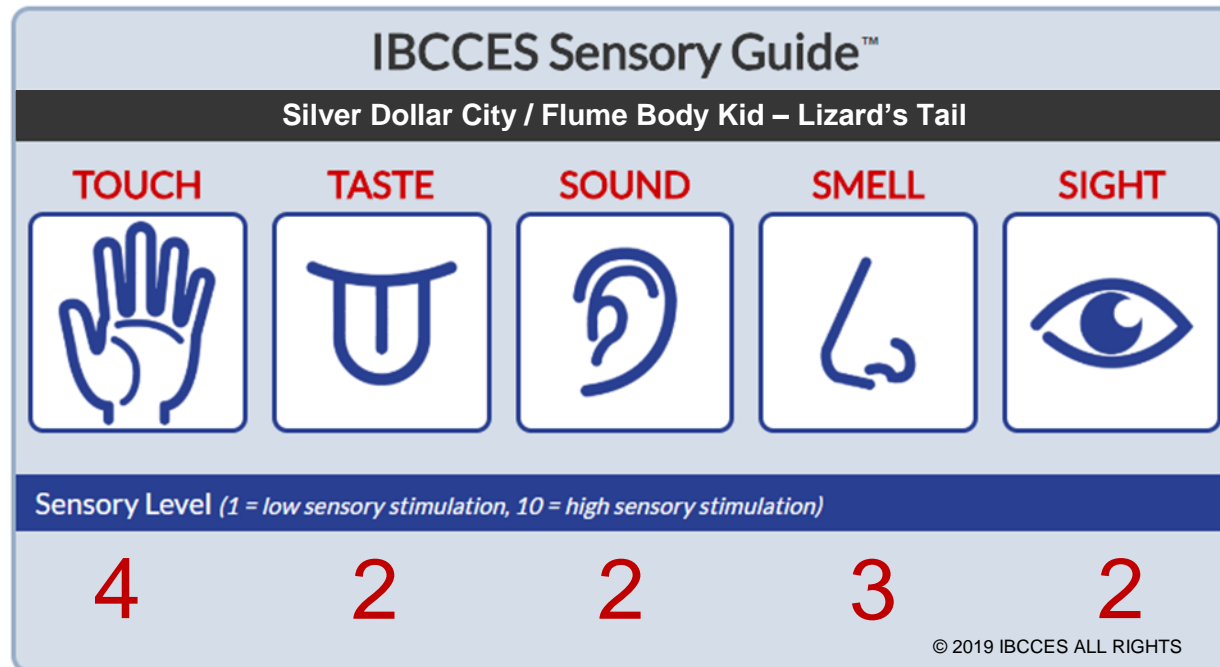 IBCCES Sensory Guide™
Silver Dollar City / Flume Body Kid – Lizard's Tail
TOUCH TASTE SOUND SMELL SIGHT
Sensory Level (1 = low sensory stimulation, 10 = high sensory stimulation)
4 2 2 3 2
© 2019 IBCCES ALL RIGHTS